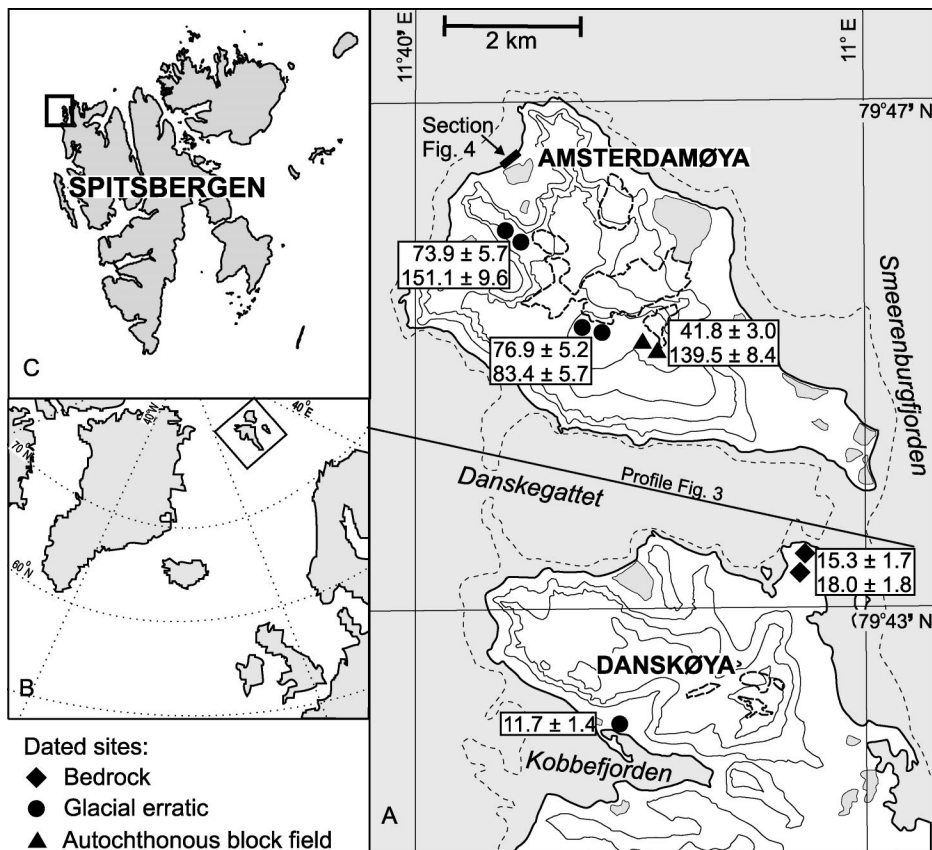 SPITSBERGEN
C
40°W
40°E
70°N
60°N
B
Dated sites:
Bedrock
Glacial erratic
Autochthonous block field
11°40' E
2 km
11° E
79°47' N
Section
Fig. 4
AMSTERDAMØYA
73.9 ± 5.7
151.1 ± 9.6
76.9 ± 5.2
83.4 ± 5.7
41.8 ± 3.0
139.5 ± 8.4
Smeerenburgfjorden
Danskegattet
Profile Fig. 3
15.3 ± 1.7
18.0 ± 1.8
79°43' N
DANSKØYA
11.7 ± 1.4
Kobbefjorden
A